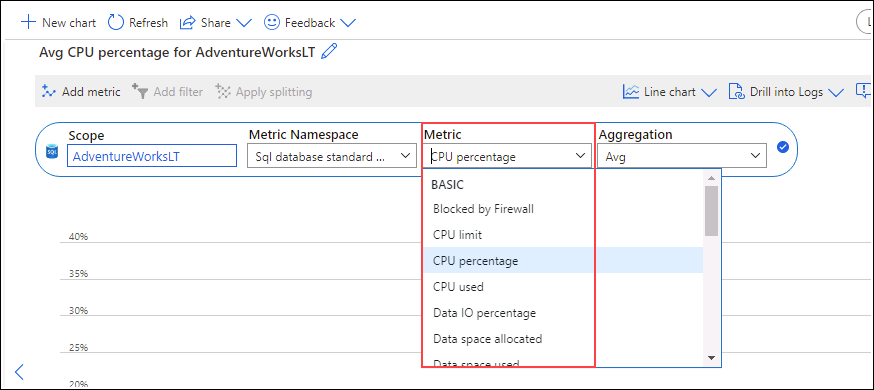 New chart Refresh Share Feedback L
Avg CPU percentage for AdventureWorksLT
Add metric Add filter Apply splitting Line chart Drill into Logs
Scope Metric Namespace Metric Aggregation
SQL AdventureWorksLT Sql database standard ... CPU percentage Avg
BASIC
Blocked by Firewall
CPU limit
40%
CPU percentage
35%
CPU used
30%
Data IO percentage
Data space allocated
25%
Data space used
20%